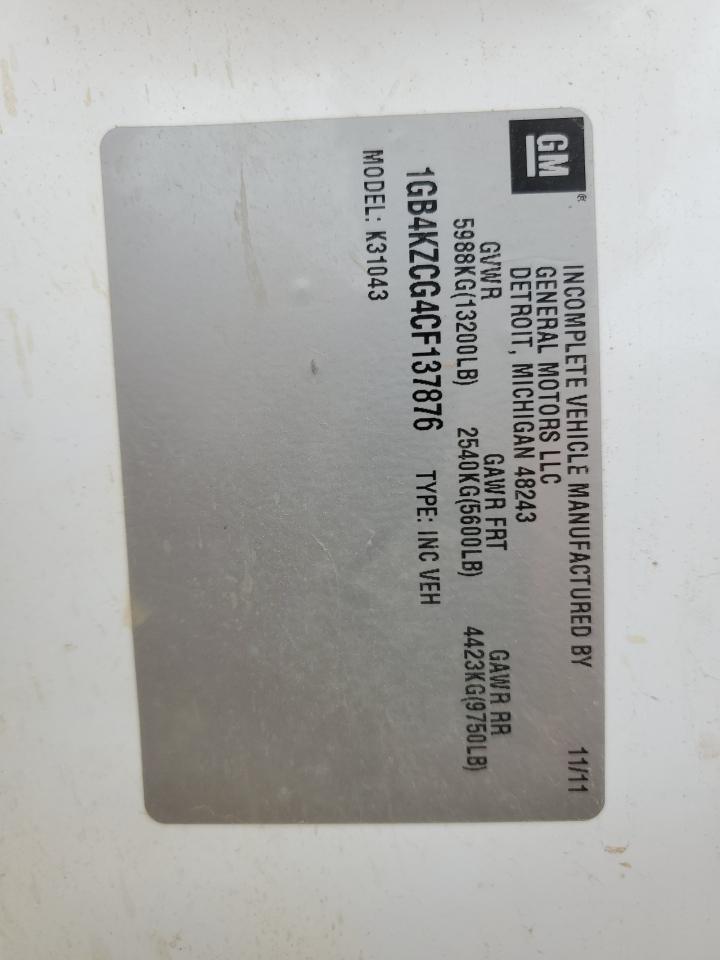 GM®
INCOMPLETE VEHICLE MANUFACTURED BY 11/11
GENERAL MOTORS LLC
DETROIT, MICHIGAN 48243
GVWR GAWR FRT GAWR RR
5988KG(13200LB) 2540KG(5600LB) 4423KG(9750LB)
1GB4KZCG4CF137876 TYPE: INC VEH
MODEL: K31043